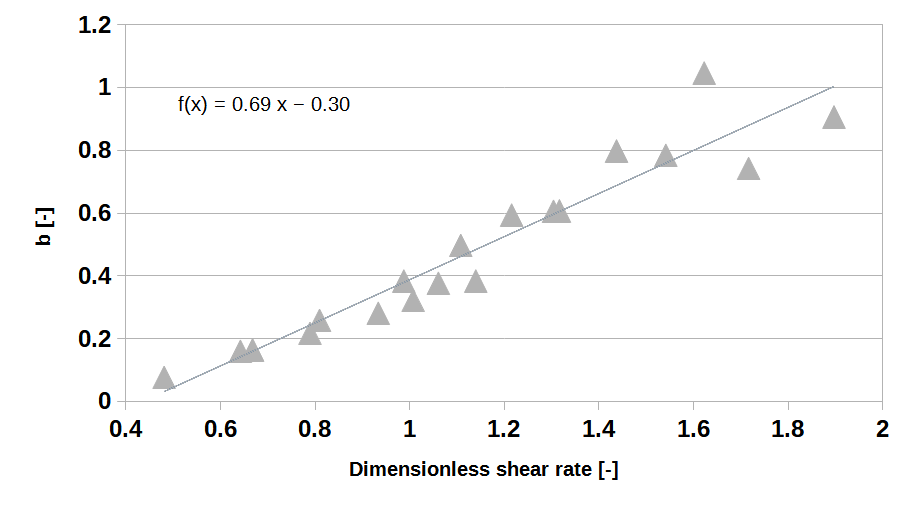 1.2
1
f(x) = 0.69 x − 0.30
0.8
0.6
b [-]
0.4
0.2
0
0.4 0.6 0.8 1 1.2 1.4 1.6 1.8 2
Dimensionless shear rate [-]